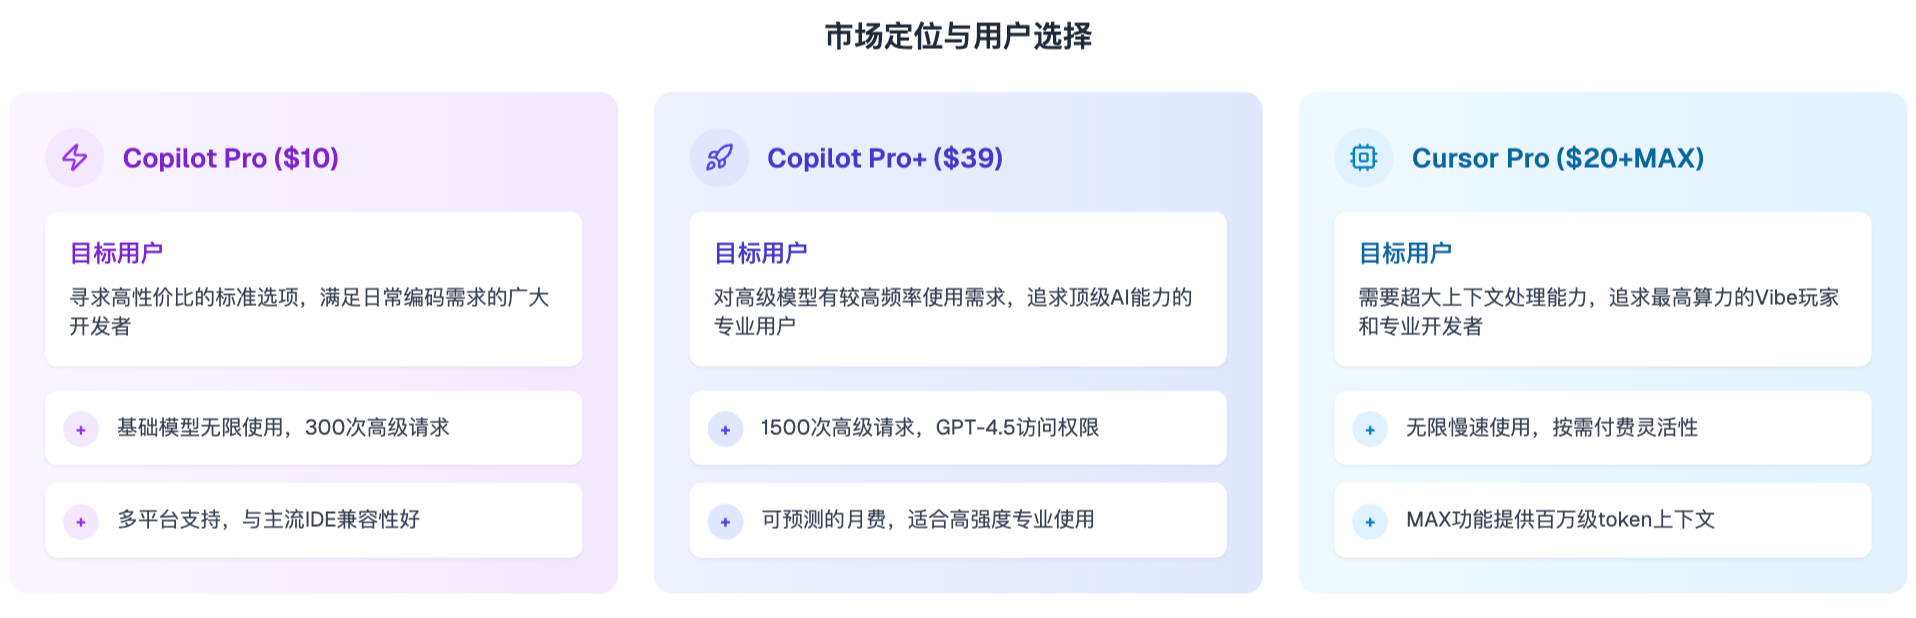 市场定位与用户选择
Copilot Pro ($10)
目标用户
寻求高性价比的标准选项，满足日常编码需求的广大
开发者
+ 基础模型无限使用，300次高级请求
+ 多平台支持，与主流IDE兼容性好
Copilot Pro+ ($39)
目标用户
对高级模型有较高频率使用需求，追求顶级AI能力的
专业用户
+ 1500次高级请求，GPT-4.5访问权限
+ 可预测的月费，适合高强度专业使用
Cursor Pro ($20+MAX)
目标用户
需要超大上下文处理能力，追求最高算力的Vibe玩家
和专业开发者
+ 无限慢速使用，按需付费灵活性
+ MAX功能提供百万级token上下文